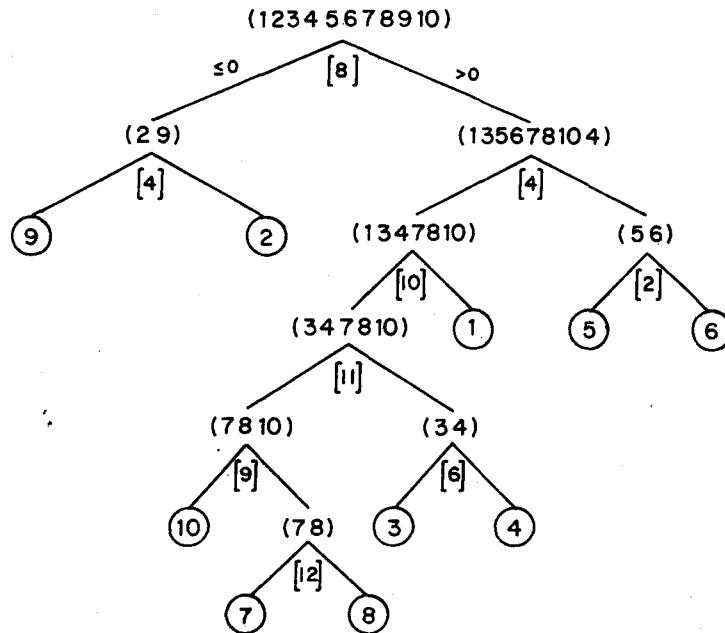 (12345678910)
≤0 [8] >0
(29) (135678104)
[4] [4]
9 2 (1347810) (56)
[10] [2]
(347810) 1 5 6
[11]
(7810) (34)
[9] [6]
10 (78) 3 4
[12]
7 8